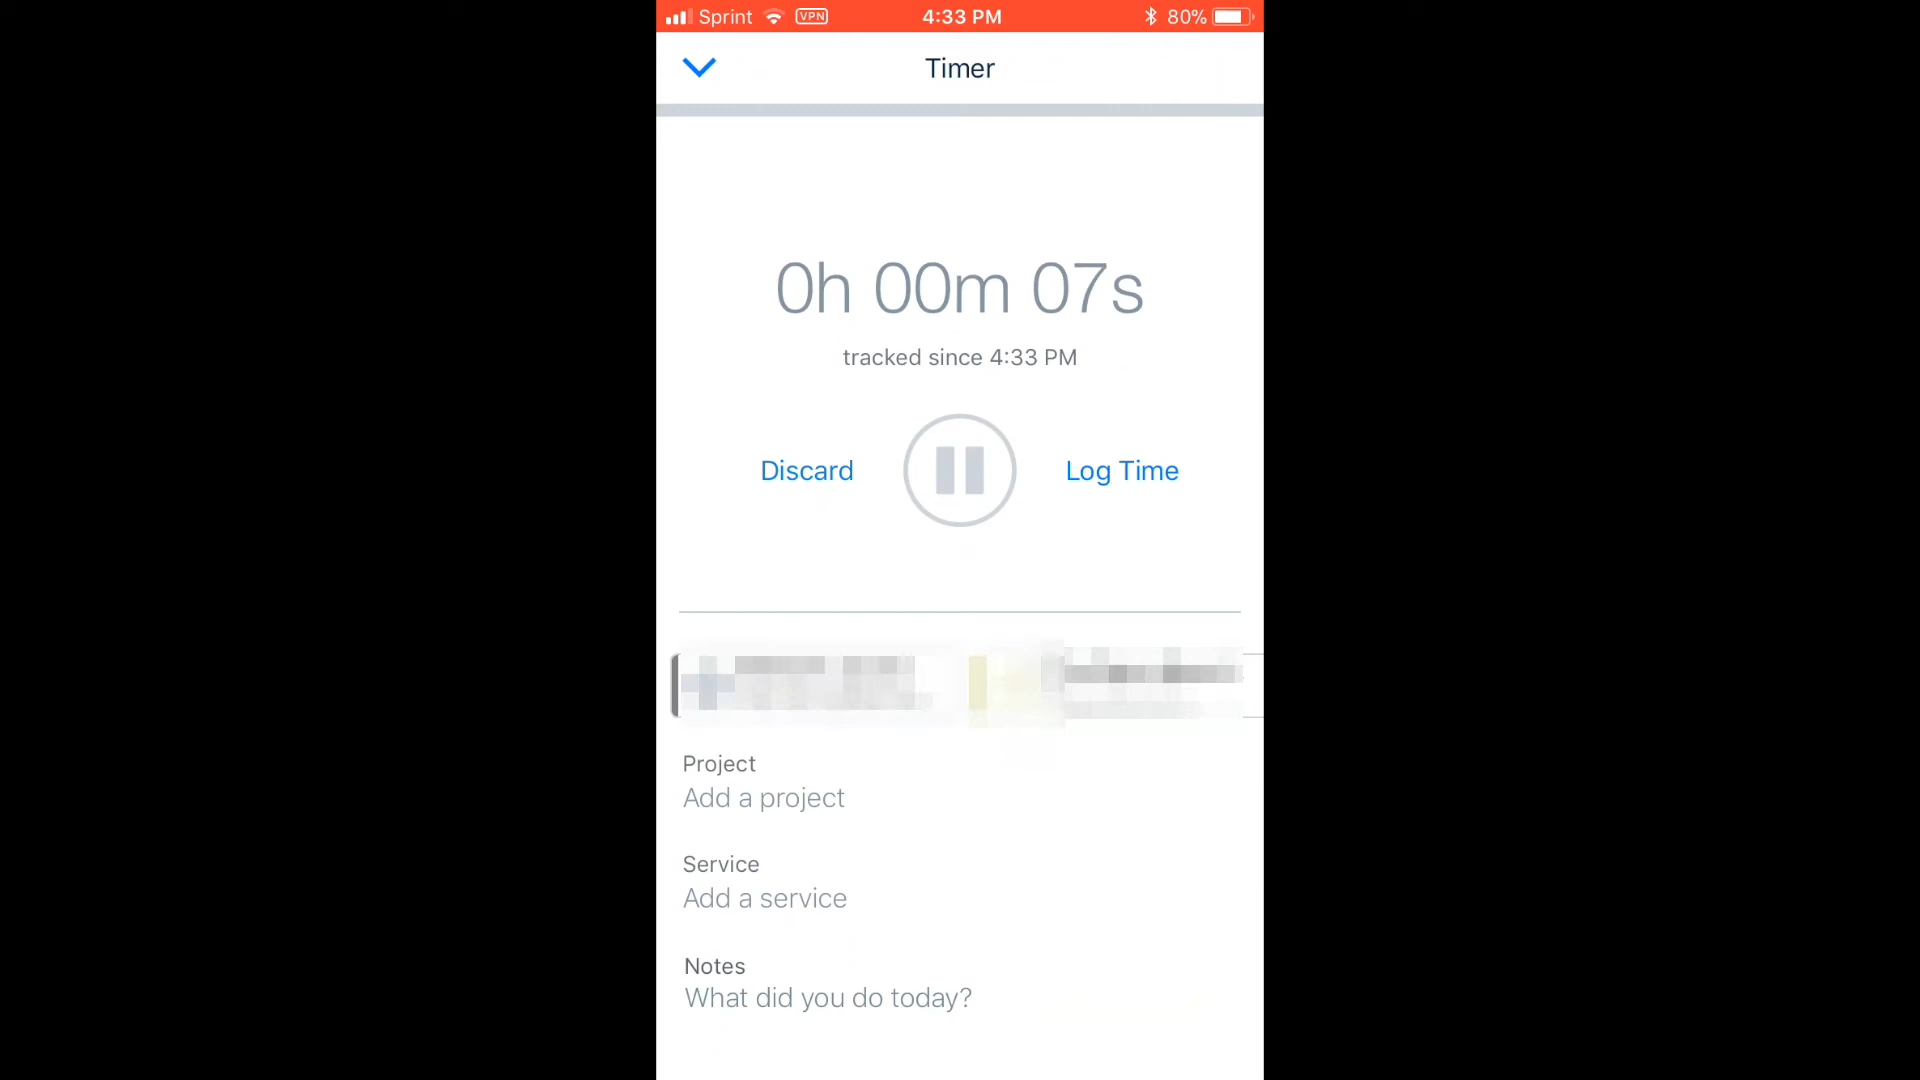 Sprint VPN 4:33 PM 80%
Timer
0h 00m 07s
tracked since 4:33 PM
Discard Log Time
Project
Add a project
Service
Add a service
Notes
What did you do today?